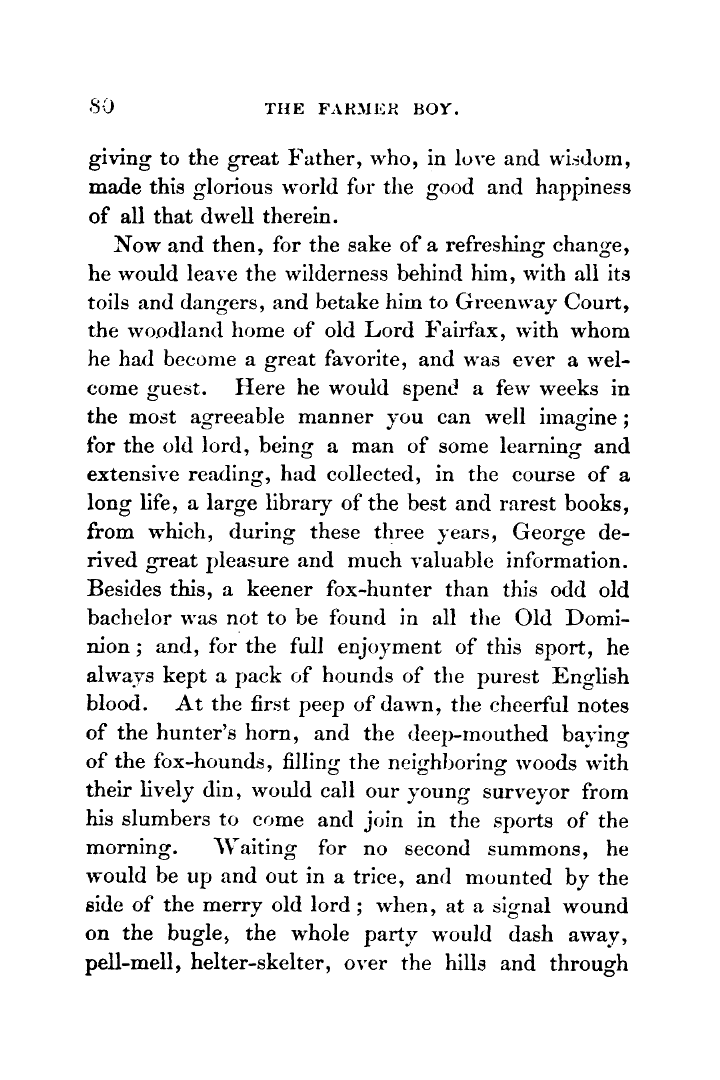 80 THE FARMER BOY.
giving to the great Father, who, in love and wisdom,
made this glorious world for the good and happiness
of all that dwell therein.
Now and then, for the sake of a refreshing change,
he would leave the wilderness behind him, with all its
toils and dangers, and betake him to Greenway Court,
the woodland home of old Lord Fairfax, with whom
he had become a great favorite, and was ever a wel-
come guest. Here he would spend a few weeks in
the most agreeable manner you can well imagine;
for the old lord, being a man of some learning and
extensive reading, had collected, in the course of a
long life, a large library of the best and rarest books,
from which, during these three years, George de-
rived great pleasure and much valuable information.
Besides this, a keener fox-hunter than this odd old
bachelor was not to be found in all the Old Domi-
nion; and, for the full enjoyment of this sport, he
always kept a pack of hounds of the purest English
blood. At the first peep of dawn, the cheerful notes
of the hunter's horn, and the deep-mouthed baying
of the fox-hounds, filling the neighboring woods with
their lively din, would call our young surveyor from
his slumbers to come and join in the sports of the
morning. Waiting for no second summons, he
would be up and out in a trice, and mounted by the
side of the merry old lord; when, at a signal wound
on the bugle, the whole party would dash away,
pell-mell, helter-skelter, over the hills and through